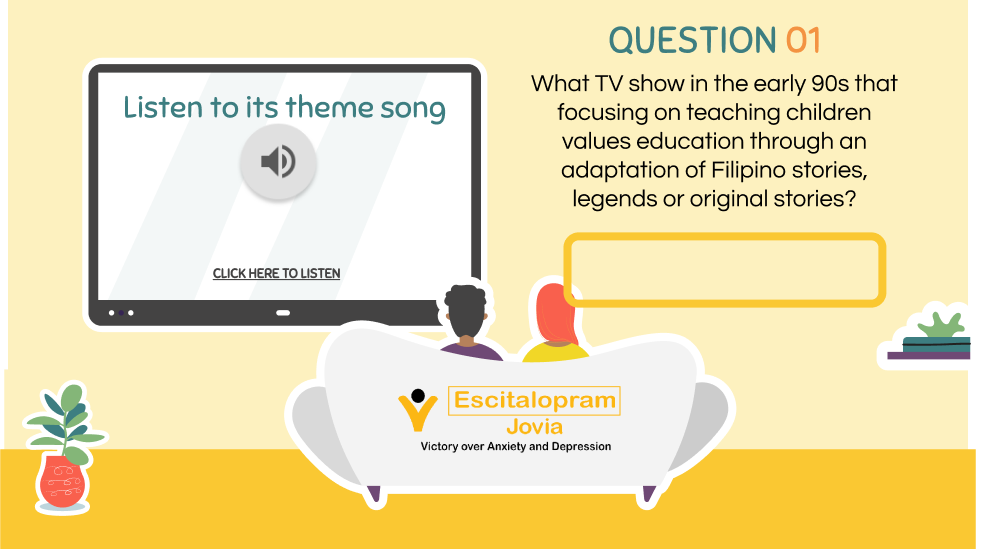 QUESTION 01
What TV show in the early 90s that
focusing on teaching children
values education through an
adaptation of Filipino stories,
legends or original stories?
Listen to its theme song
CLICK HERE TO LISTEN
Escitalopram
Jovia
Victory over Anxiety and Depression